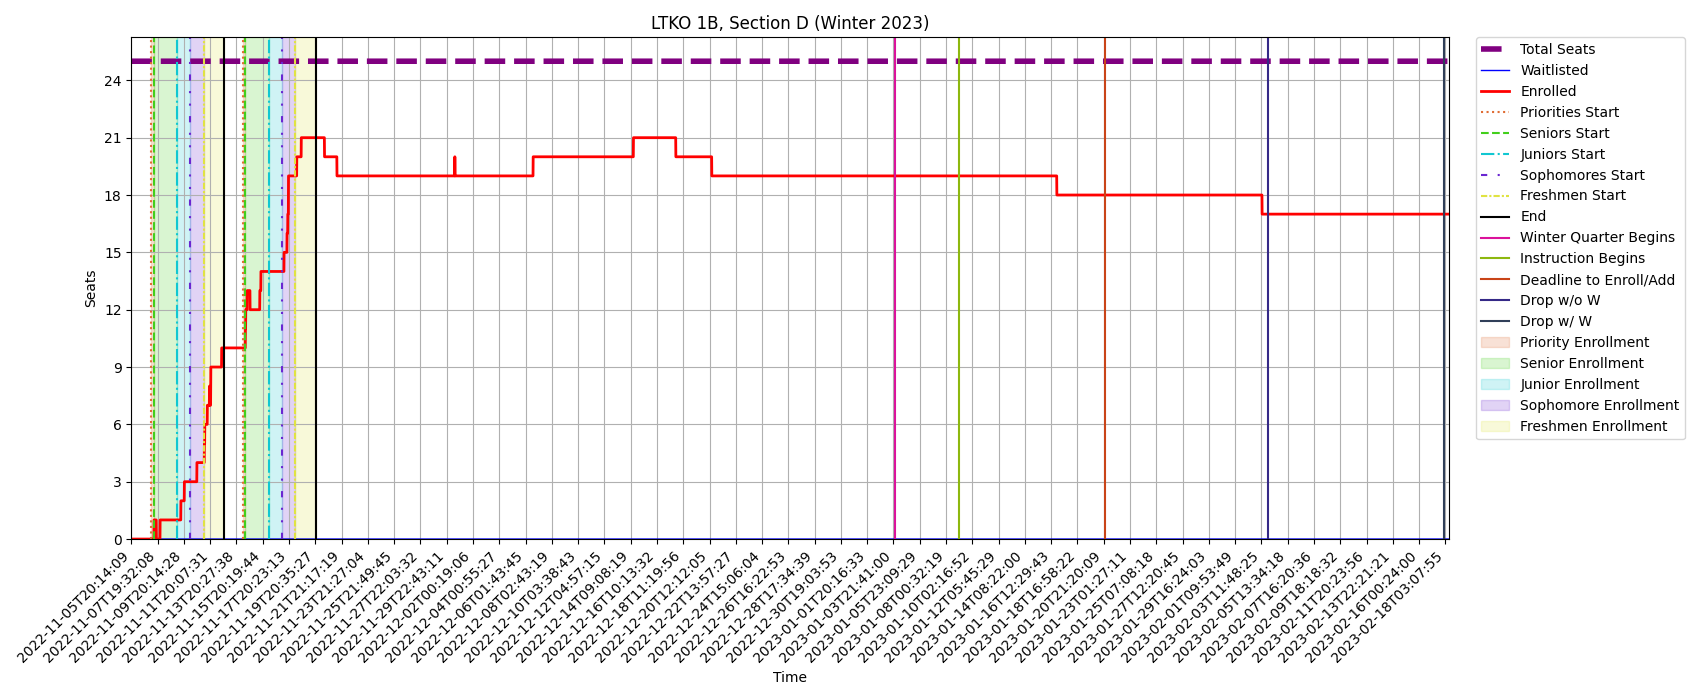 LTKO 1B, Section D (Winter 2023)
Seats
24
21
18
15
12
9
6
3
0
2022-11-05T20:14:09
2022-11-07T19:32:08
2022-11-09T20:14:28
2022-11-11T20:07:31
2022-11-13T20:27:38
2022-11-15T20:19:44
2022-11-17T20:23:13
2022-11-19T20:35:27
2022-11-21T21:17:19
2022-11-23T21:27:04
2022-11-25T21:49:45
2022-11-27T22:03:32
2022-11-29T22:43:11
2022-12-02T00:19:06
2022-12-04T00:55:27
2022-12-06T01:43:45
2022-12-08T02:43:19
2022-12-10T03:38:43
2022-12-12T04:57:15
2022-12-14T09:08:19
2022-12-16T10:13:32
2022-12-18T11:19:56
2022-12-20T12:12:05
2022-12-22T13:57:27
2022-12-24T15:06:04
2022-12-26T16:22:53
2022-12-28T17:34:39
2022-12-30T19:03:53
2023-01-01T20:16:33
2023-01-03T21:41:00
2023-01-05T23:09:29
2023-01-08T00:32:19
2023-01-10T02:16:52
2023-01-12T05:45:29
2023-01-14T08:22:00
2023-01-16T12:29:43
2023-01-18T16:58:22
2023-01-20T21:20:09
2023-01-23T01:27:11
2023-01-25T07:08:18
2023-01-27T12:20:45
2023-01-29T16:24:03
2023-02-01T09:53:49
2023-02-03T11:48:25
2023-02-05T13:34:18
2023-02-07T16:20:36
2023-02-09T18:18:32
2023-02-11T20:23:56
2023-02-13T22:21:21
2023-02-16T00:24:00
2023-02-18T03:07:55
Time
Total Seats
Waitlisted
Enrolled
Priorities Start
Seniors Start
Juniors Start
Sophomores Start
Freshmen Start
End
Winter Quarter Begins
Instruction Begins
Deadline to Enroll/Add
Drop w/o W
Drop w/ W
Priority Enrollment
Senior Enrollment
Junior Enrollment
Sophomore Enrollment
Freshmen Enrollment